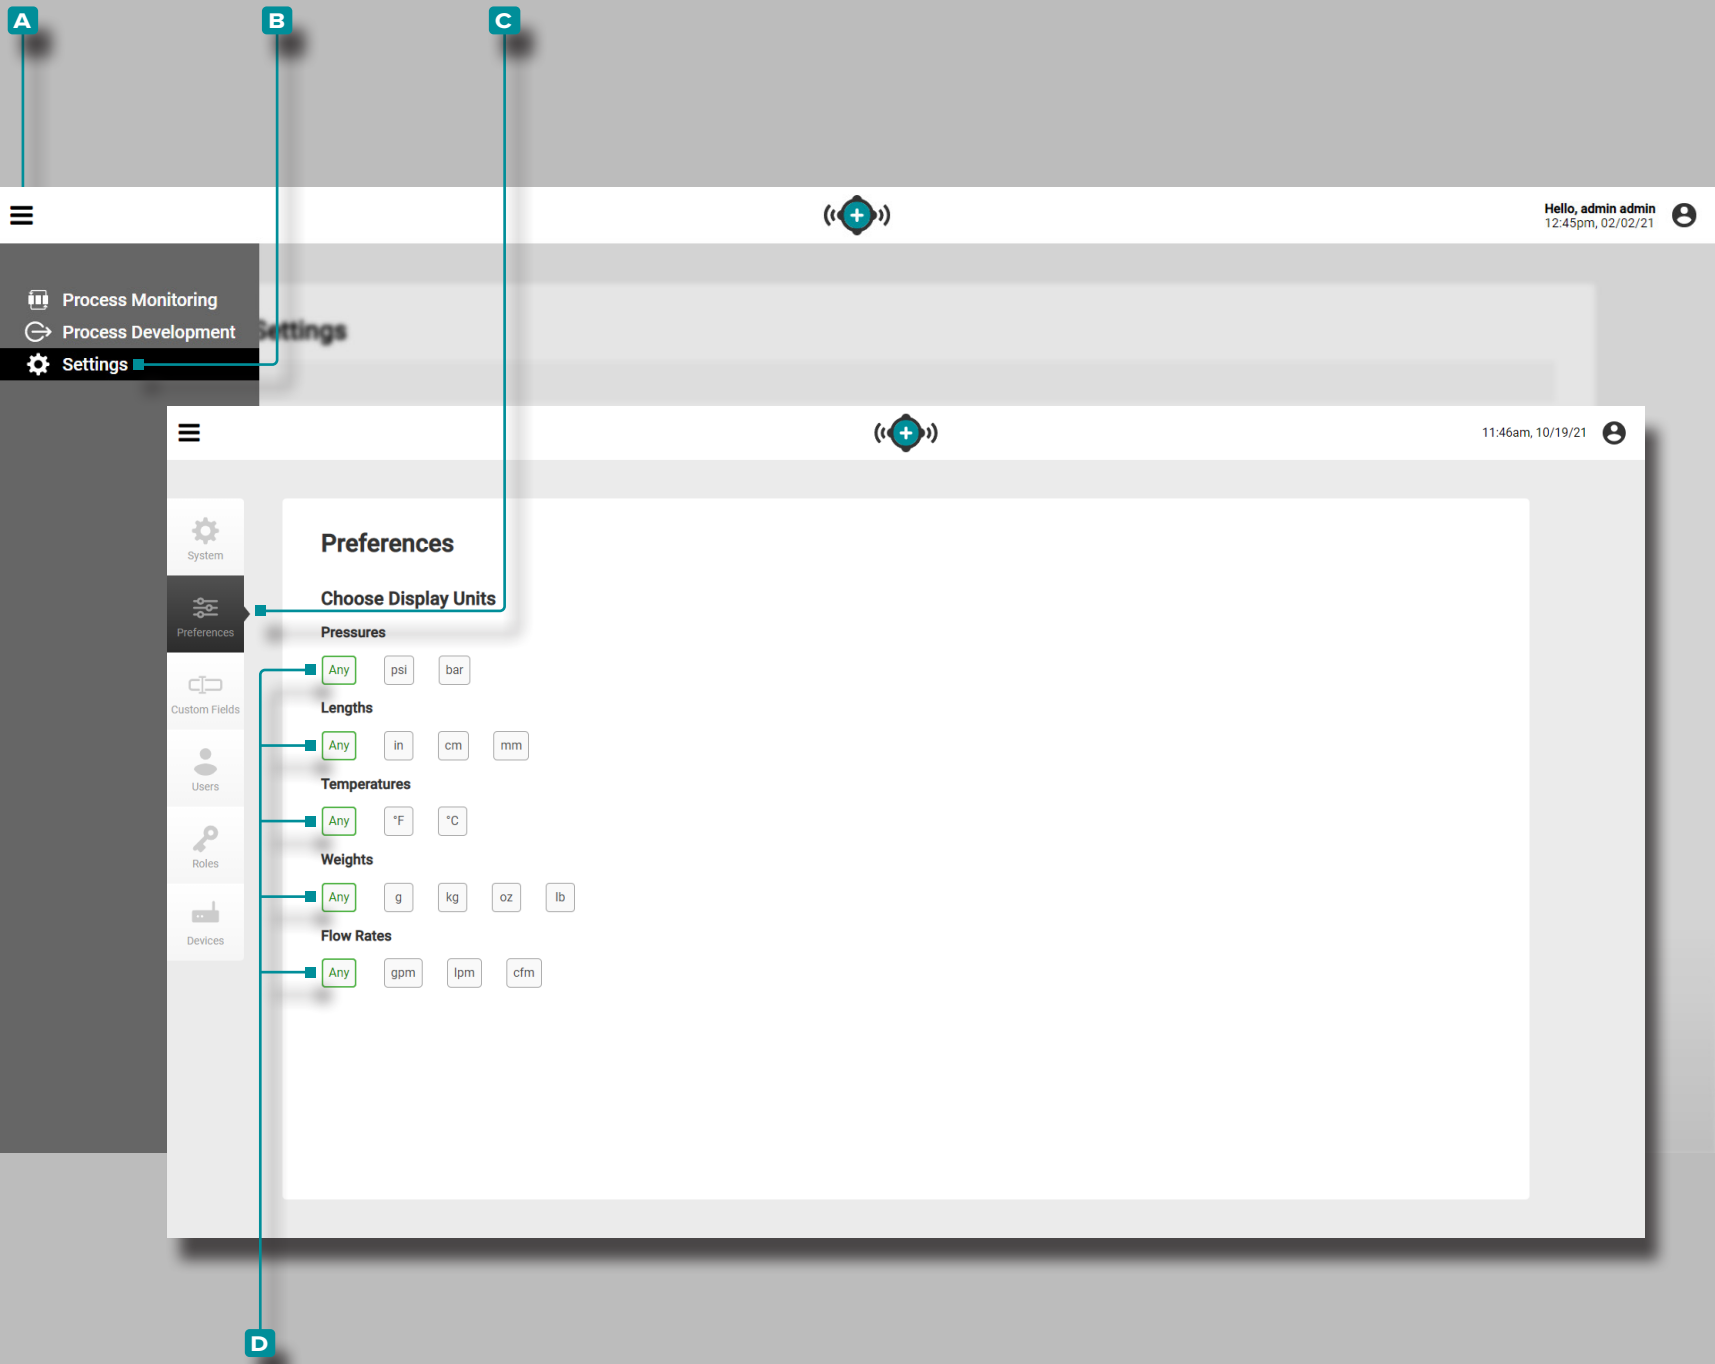 A B C
Hello, admin admin
12:45pm, 02/02/21
Process Monitoring
Process Development
Settings
Settings
11:46am, 10/19/21
System
Preferences
Custom Fields
Users
Roles
Devices
Preferences
Choose Display Units
Pressures
Any psi bar
Lengths
Any in cm mm
Temperatures
Any °F °C
Weights
Any g kg oz lb
Flow Rates
Any gpm lpm cfm
D